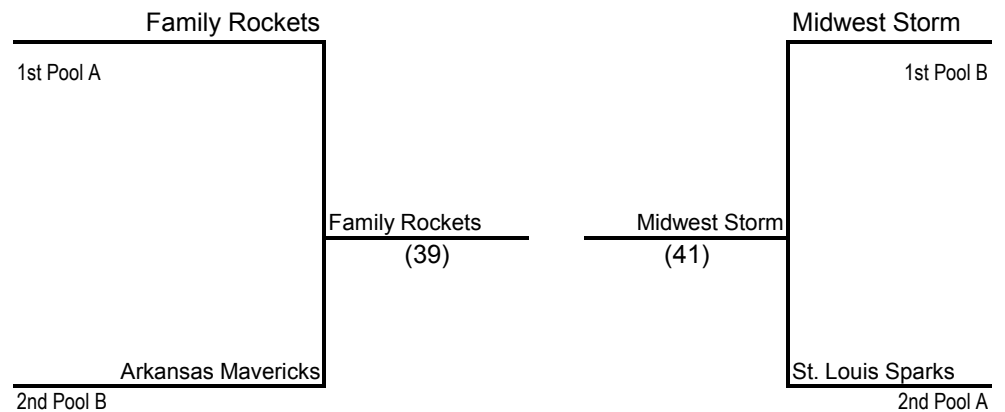 Family Rockets
Midwest Storm
1st Pool A
1st Pool B
Family Rockets
Midwest Storm
(39)
(41)
Arkansas Mavericks
St. Louis Sparks
2nd Pool B
2nd Pool A